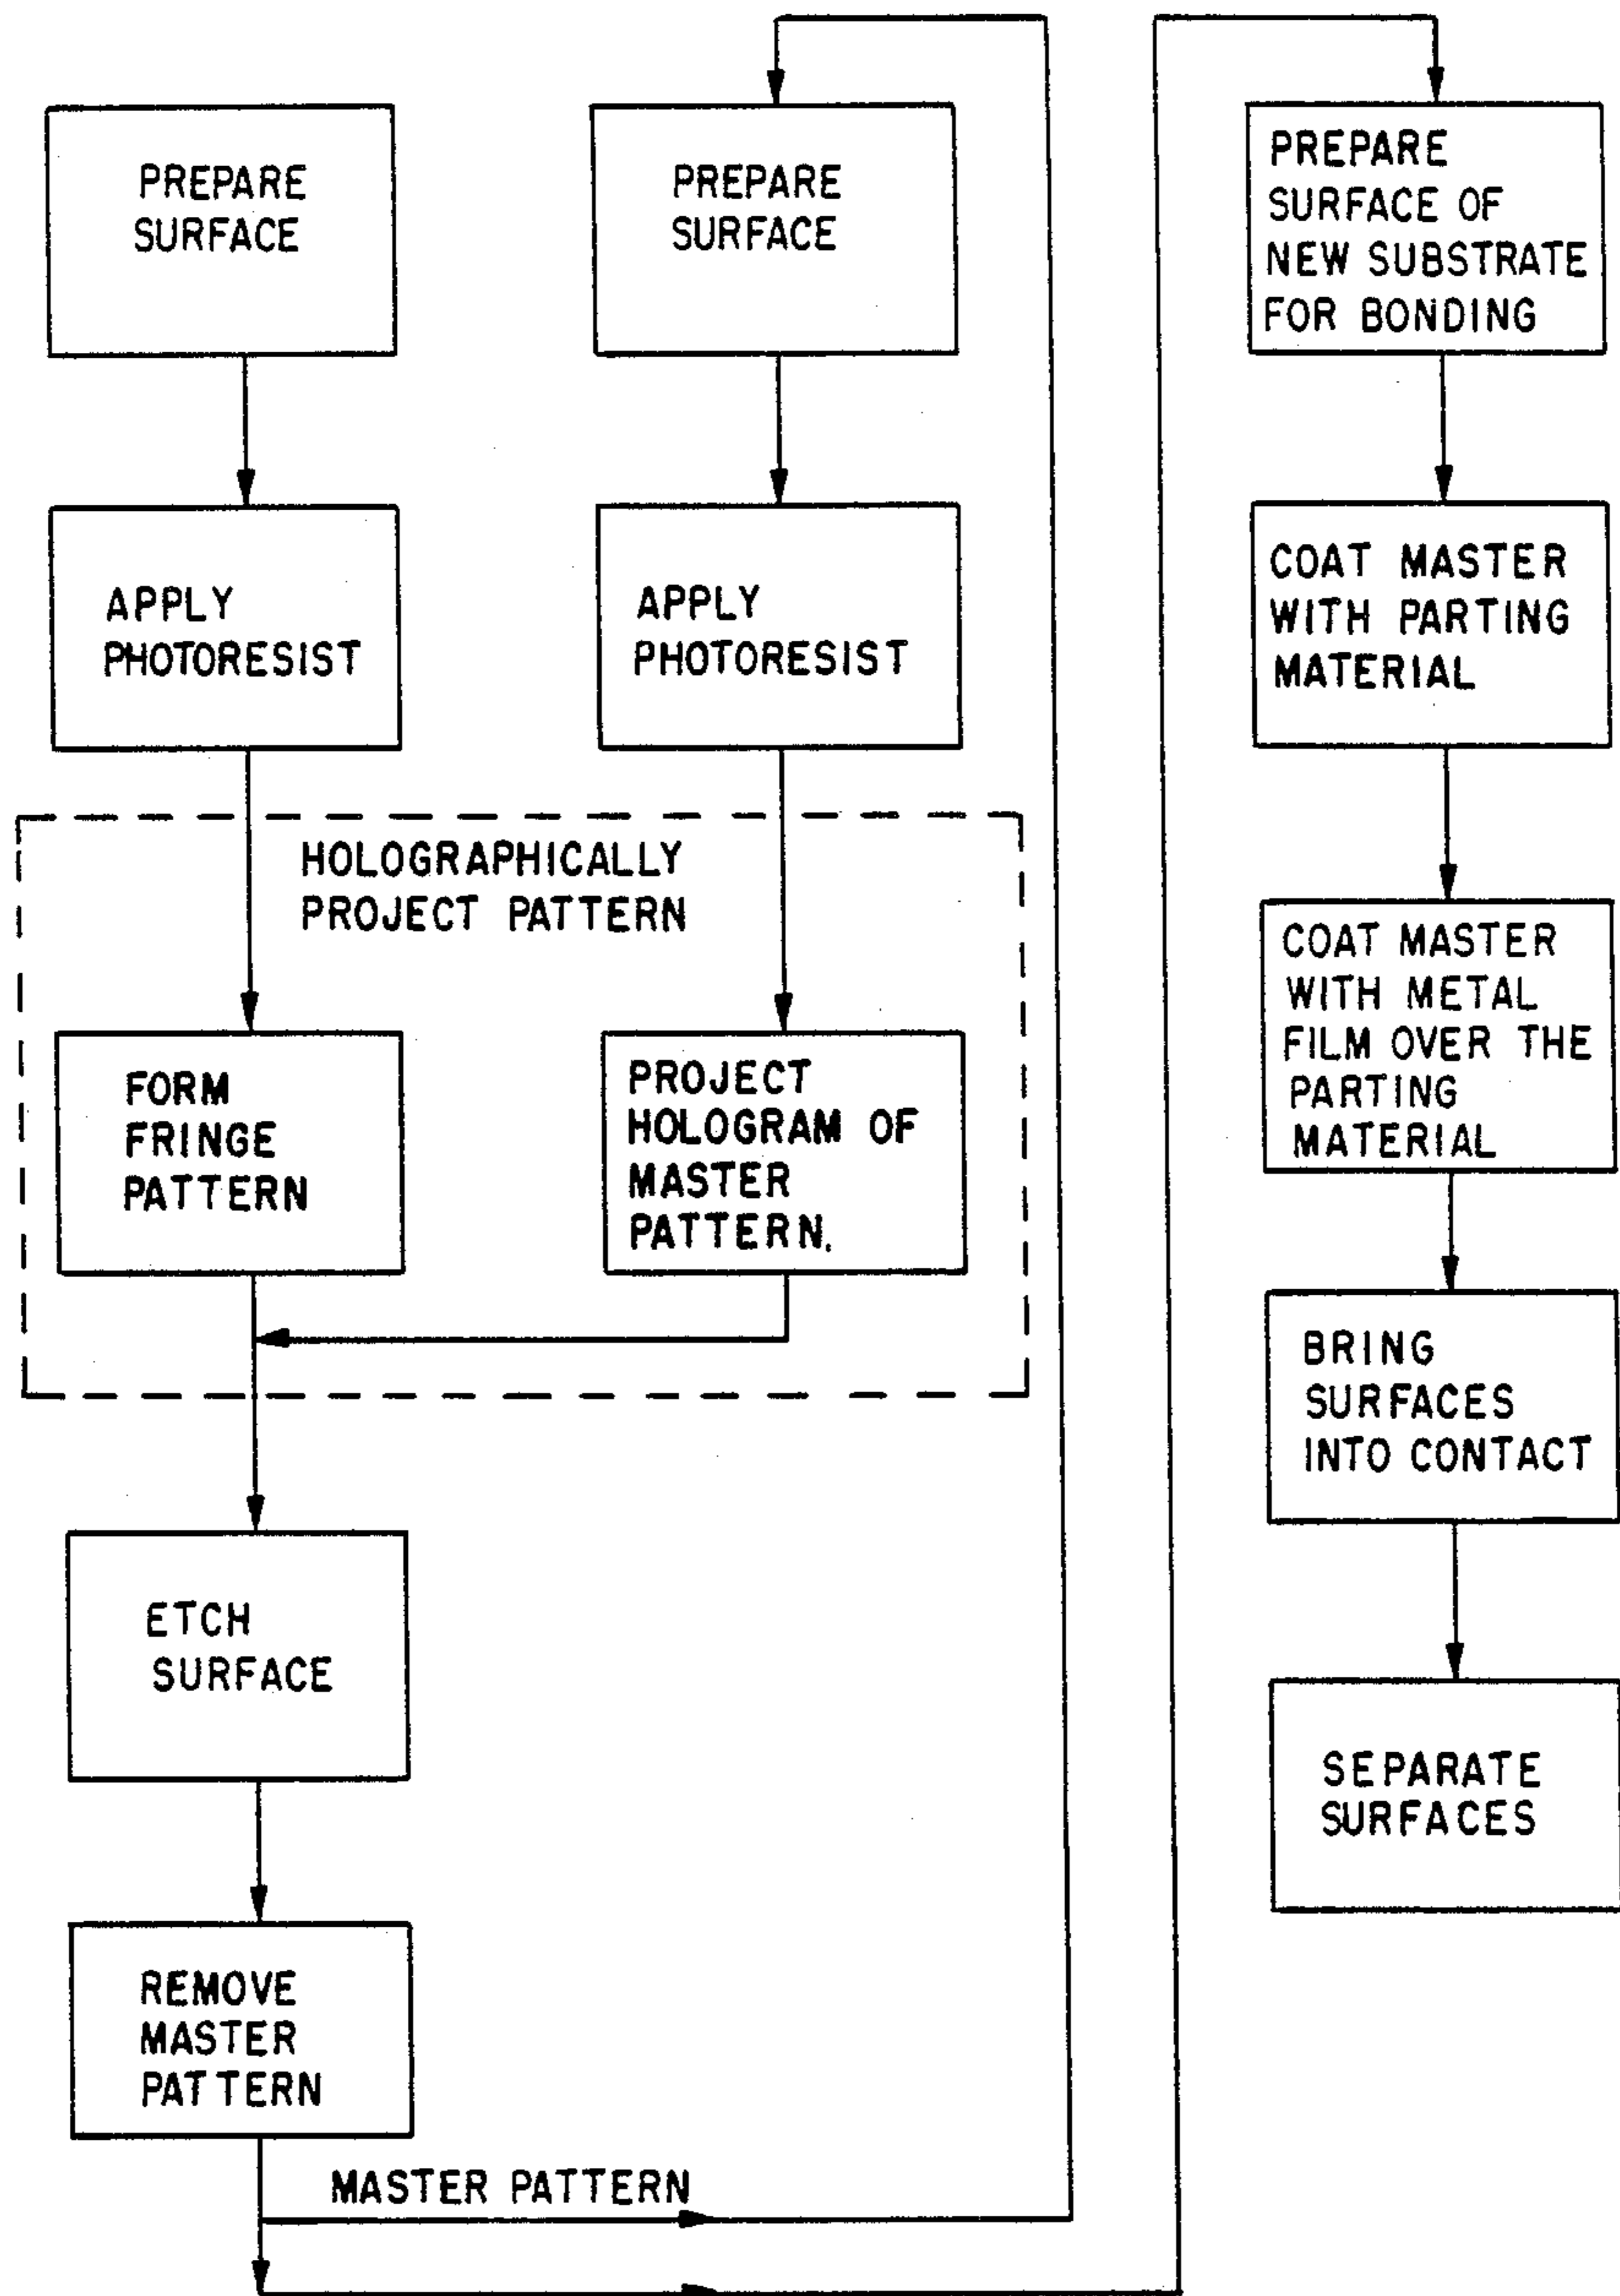 PREPARE
SURFACE
APPLY
PHOTORESIST
PREPARE
SURFACE
APPLY
PHOTORESIST
HOLOGRAPHICALLY
PROJECT PATTERN
FORM
FRINGE
PATTERN
PROJECT
HOLOGRAM OF
MASTER
PATTERN.
ETCH
SURFACE
REMOVE
MASTER
PATTERN
MASTER PATTERN
PREPARE
SURFACE OF
NEW SUBSTRATE
FOR BONDING
COAT MASTER
WITH PARTING
MATERIAL
COAT MASTER
WITH METAL
FILM OVER THE
PARTING
MATERIAL
BRING
SURFACES
INTO CONTACT
SEPARATE
SURFACES